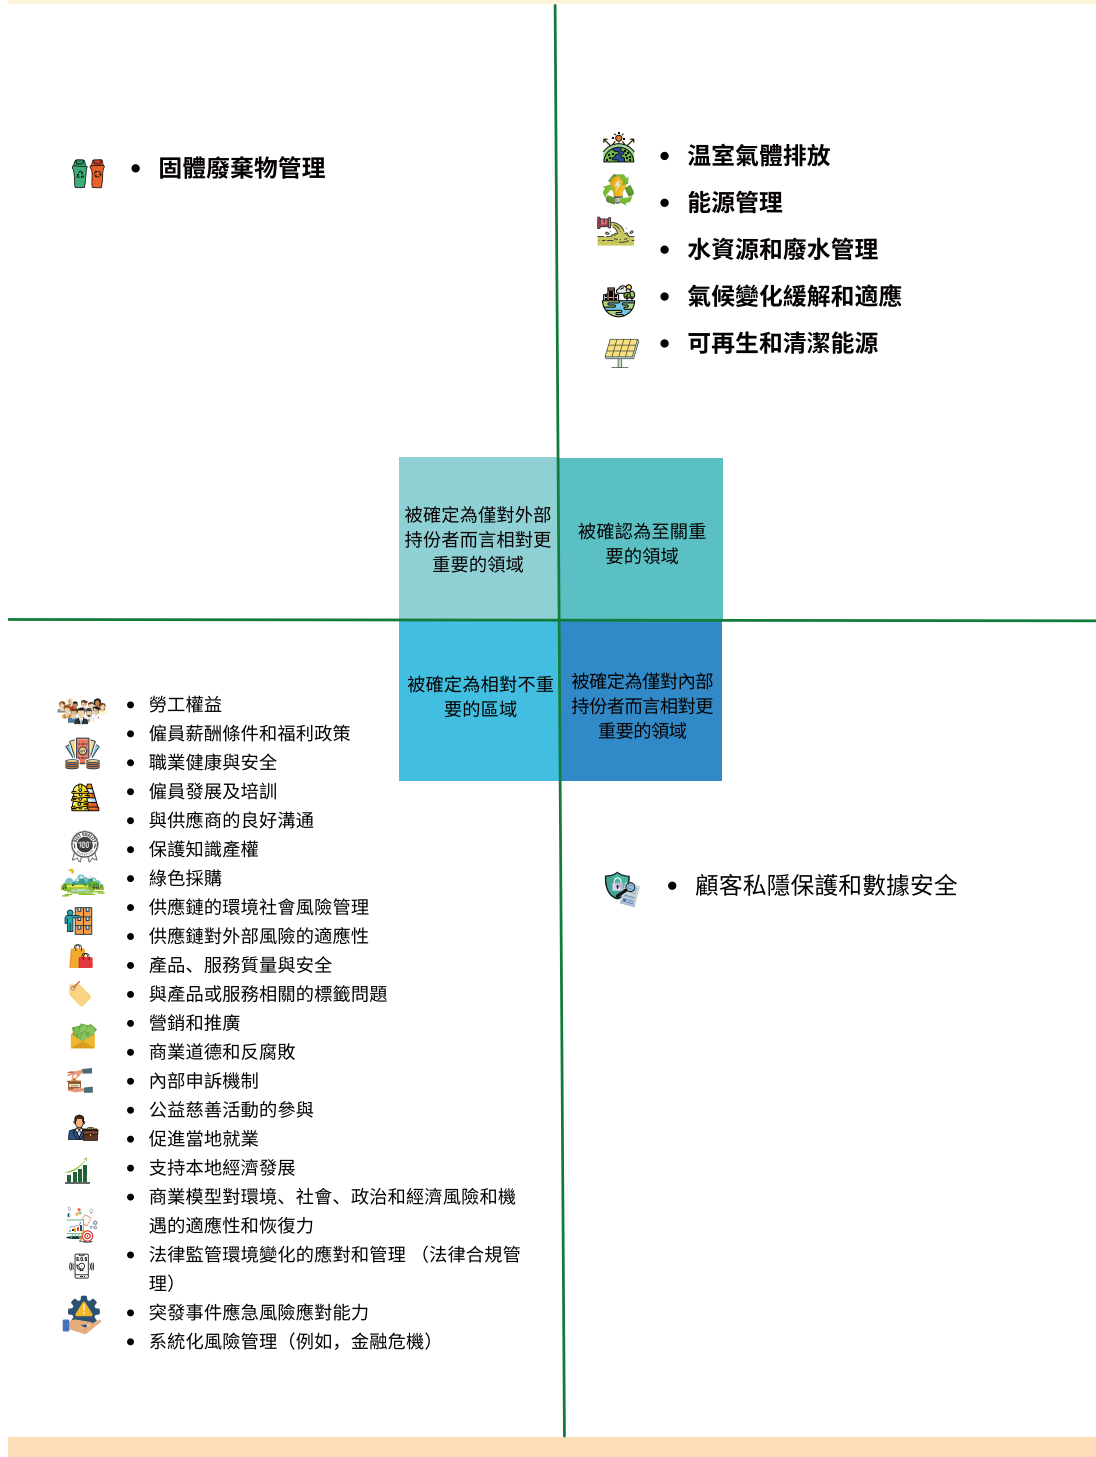 固體廢棄物管理
温室氣體排放
能源管理
水資源和廢水管理
氣候變化緩解和適應
可再生和清潔能源
被確定為僅對外部
持份者而言相對更
重要的領域
被確認為至關重
要的領域
被確定為相對不重
要的區域
被確定為僅對內部
持份者而言相對更
重要的領域
勞工權益
僱員薪酬條件和福利政策
職業健康與安全
僱員發展及培訓
與供應商的良好溝通
保護知識產權
綠色採購
供應鏈的環境社會風險管理
供應鏈對外部風險的適應性
產品、服務質量與安全
與產品或服務相關的標籤問題
營銷和推廣
商業道德和反腐敗
內部申訴機制
公益慈善活動的參與
促進當地就業
支持本地經濟發展
商業模型對環境、社會、政治和經濟風險和機
遇的適應性和恢復力
法律監管環境變化的應對和管理 （法律合規管
理）
突發事件應急風險應對能力
系統化風險管理（例如，金融危機）
顧客私隱保護和數據安全